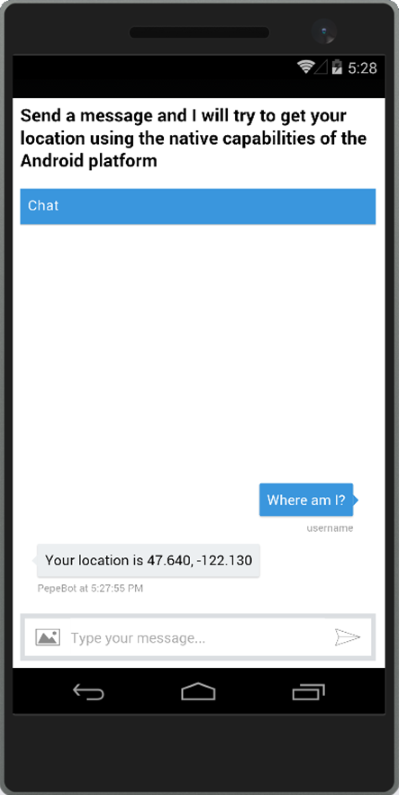 5:28
Send a message and I will try to get your
location using the native capabilities of the
Android platform
Chat
Where am I?
username
Your location is 47.640, -122.130
PepeBot at 5:27:55 PM
Type your message...